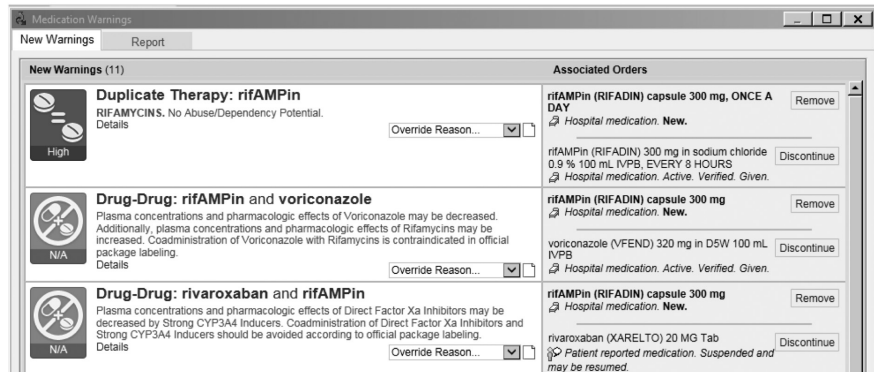 Medication Warnings
New Warnings
Report
New Warnings (11)
Associated Orders
Duplicate Therapy: rifAMPin
RIFAMYCINS. No Abuse/Dependency Potential.
Details
Override Reason...
High
rifAMPin (RIFADIN) capsule 300 mg, ONCE A
DAY
Hospital medication. New.
Remove
rifAMPin (RIFADIN) 300 mg in sodium chloride
0.9 % 100 mL IVPB, EVERY 8 HOURS
Hospital medication. Active. Verified. Given.
Discontinue
Drug-Drug: rifAMPin and voriconazole
Plasma concentrations and pharmacologic effects of Voriconazole may be decreased.
Additionally, plasma concentrations and pharmacologic effects of Rifamycins may be
increased. Coadministration of Voriconazole with Rifamycins is contraindicated in official
package labeling.
Details
Override Reason...
N/A
rifAMPin (RIFADIN) capsule 300 mg
Hospital medication. New.
Remove
voriconazole (VFEND) 320 mg in D5W 100 mL
IVPB
Hospital medication. Active. Verified. Given.
Discontinue
Drug-Drug: rivaroxaban and rifAMPin
Plasma concentrations and pharmacologic effects of Direct Factor Xa Inhibitors may be
decreased by Strong CYP3A4 Inducers. Coadministration of Direct Factor Xa Inhibitors and
Strong CYP3A4 Inducers should be avoided according to official package labeling.
Details
Override Reason...
N/A
rifAMPin (RIFADIN) capsule 300 mg
Hospital medication. New.
Remove
rivaroxaban (XARELTO) 20 MG Tab
Patient reported medication. Suspended and
may be resumed.
Discontinue